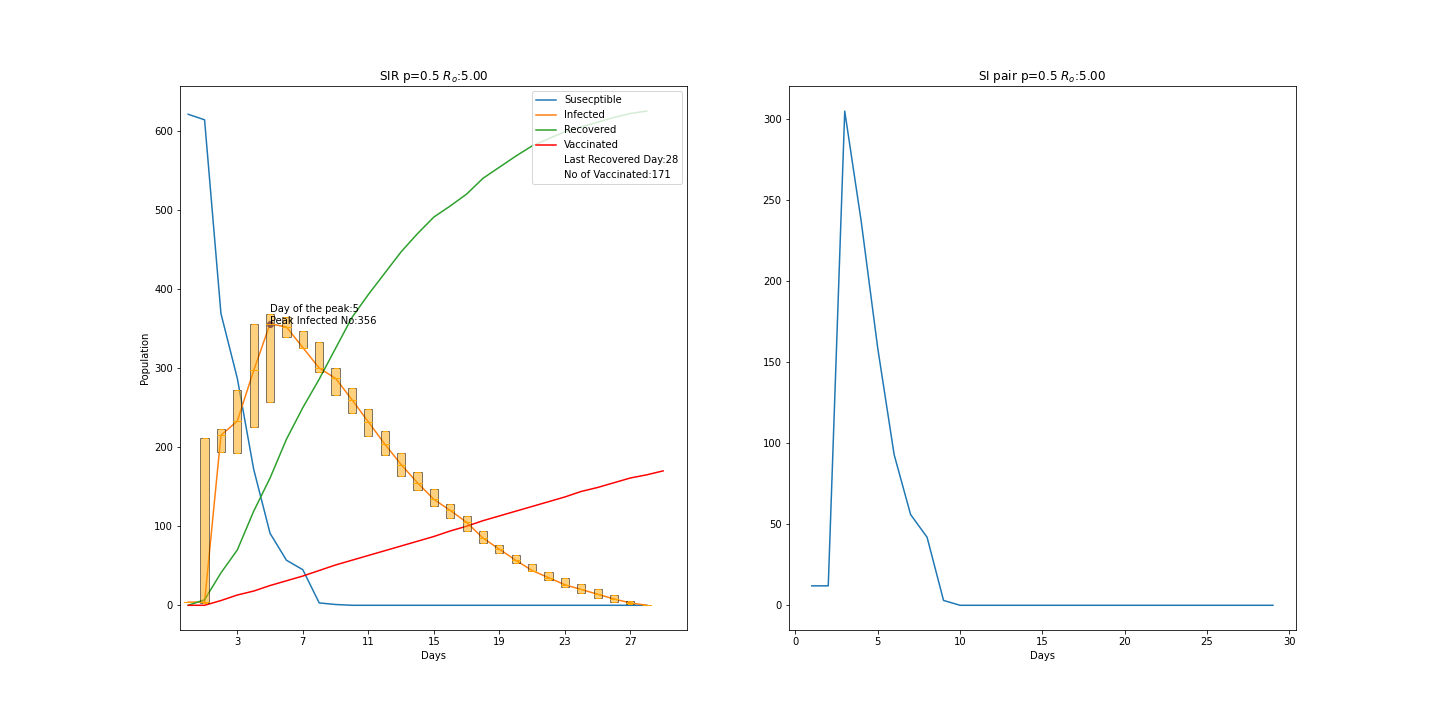 SIR p=0.5 Rₒ:5.00
Susecptible
Infected
Recovered
Vaccinated
Last Recovered Day:28
No of Vaccinated:171
Day of the peak:5
Peak Infected No:356
Population
600
500
400
300
200
100
0
3 7 11 15 19 23 27
Days
SI pair p=0.5 Rₒ:5.00
300
250
200
150
100
50
0
0 5 10 15 20 25 30
Days